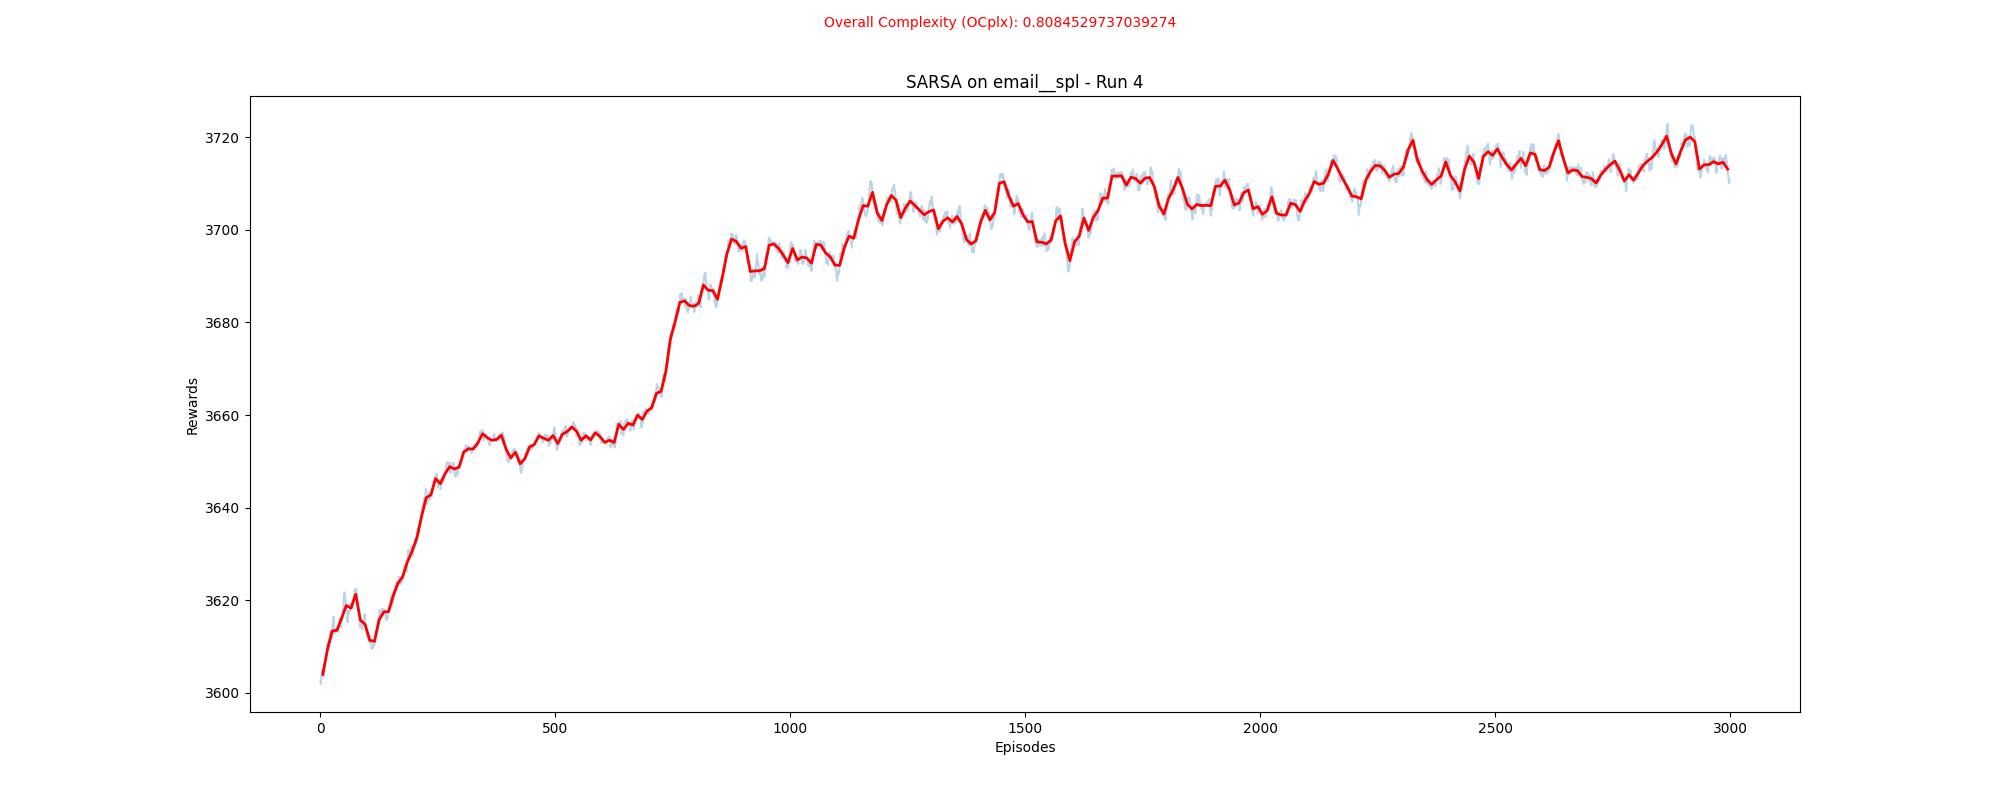 Overall Complexity (OCplx): 0.8084529737039274
SARSA on email__spl - Run 4
3720
3700
3680
3660
3640
3620
3600
Rewards
0 500 1000 1500 2000 2500 3000
Episodes